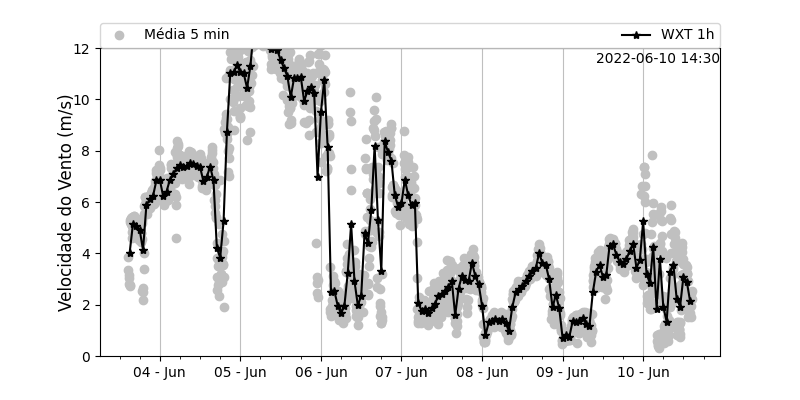 Média 5 min
WXT 1h
2022-06-10 14:30
Velocidade do Vento (m/s)
12
10
8
6
4
2
0
04 - Jun
05 - Jun
06 - Jun
07 - Jun
08 - Jun
09 - Jun
10 - Jun